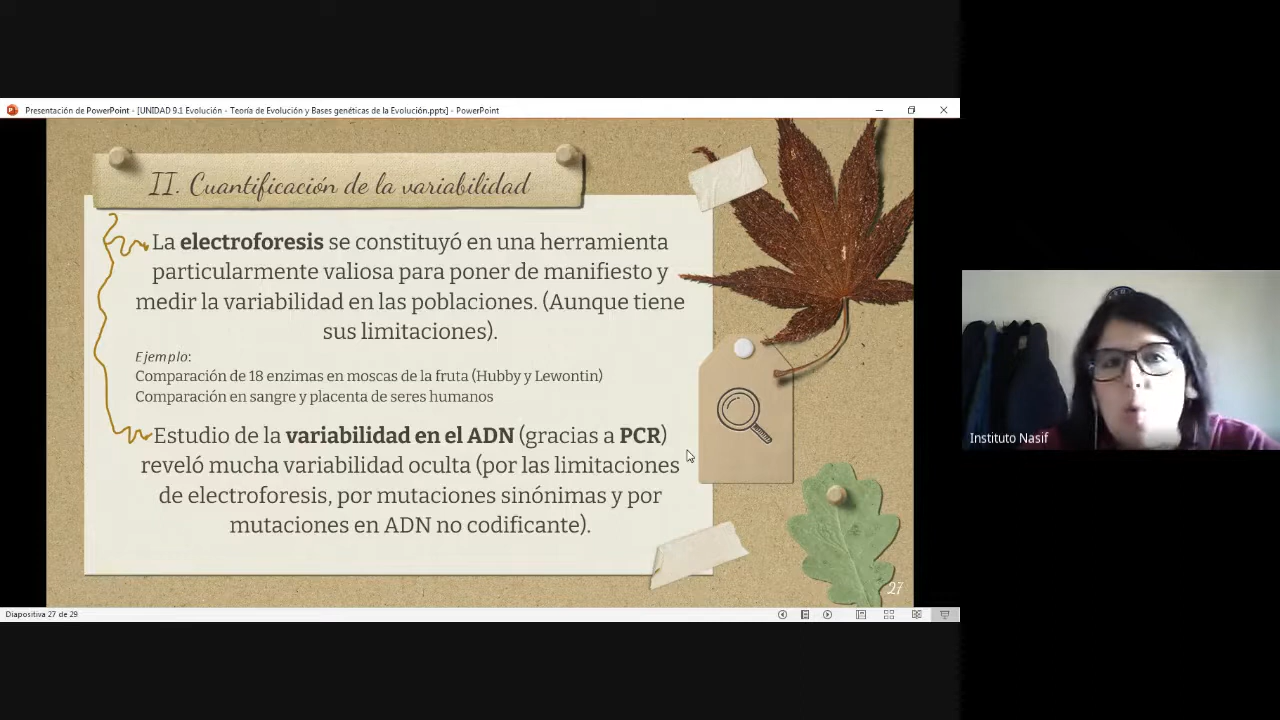 Presentación de PowerPoint - [UNIDAD 9.1 Evolución - Teoría de Evolución y Bases genéticas de la Evolución.pptx] - PowerPoint
II. Cuantificación de la variabilidad
La electroforesis se constituyó en una herramienta
particularmente valiosa para poner de manifiesto y
medir la variabilidad en las poblaciones. (Aunque tiene
sus limitaciones).
Ejemplo:
Comparación de 18 enzimas en moscas de la fruta (Hubby y Lewontin)
Comparación en sangre y placenta de seres humanos
Estudio de la variabilidad en el ADN (gracias a PCR)
reveló mucha variabilidad oculta (por las limitaciones
de electroforesis, por mutaciones sinónimas y por
mutaciones en ADN no codificante).
27
Diapositiva 27 de 29
Instituto Nasif